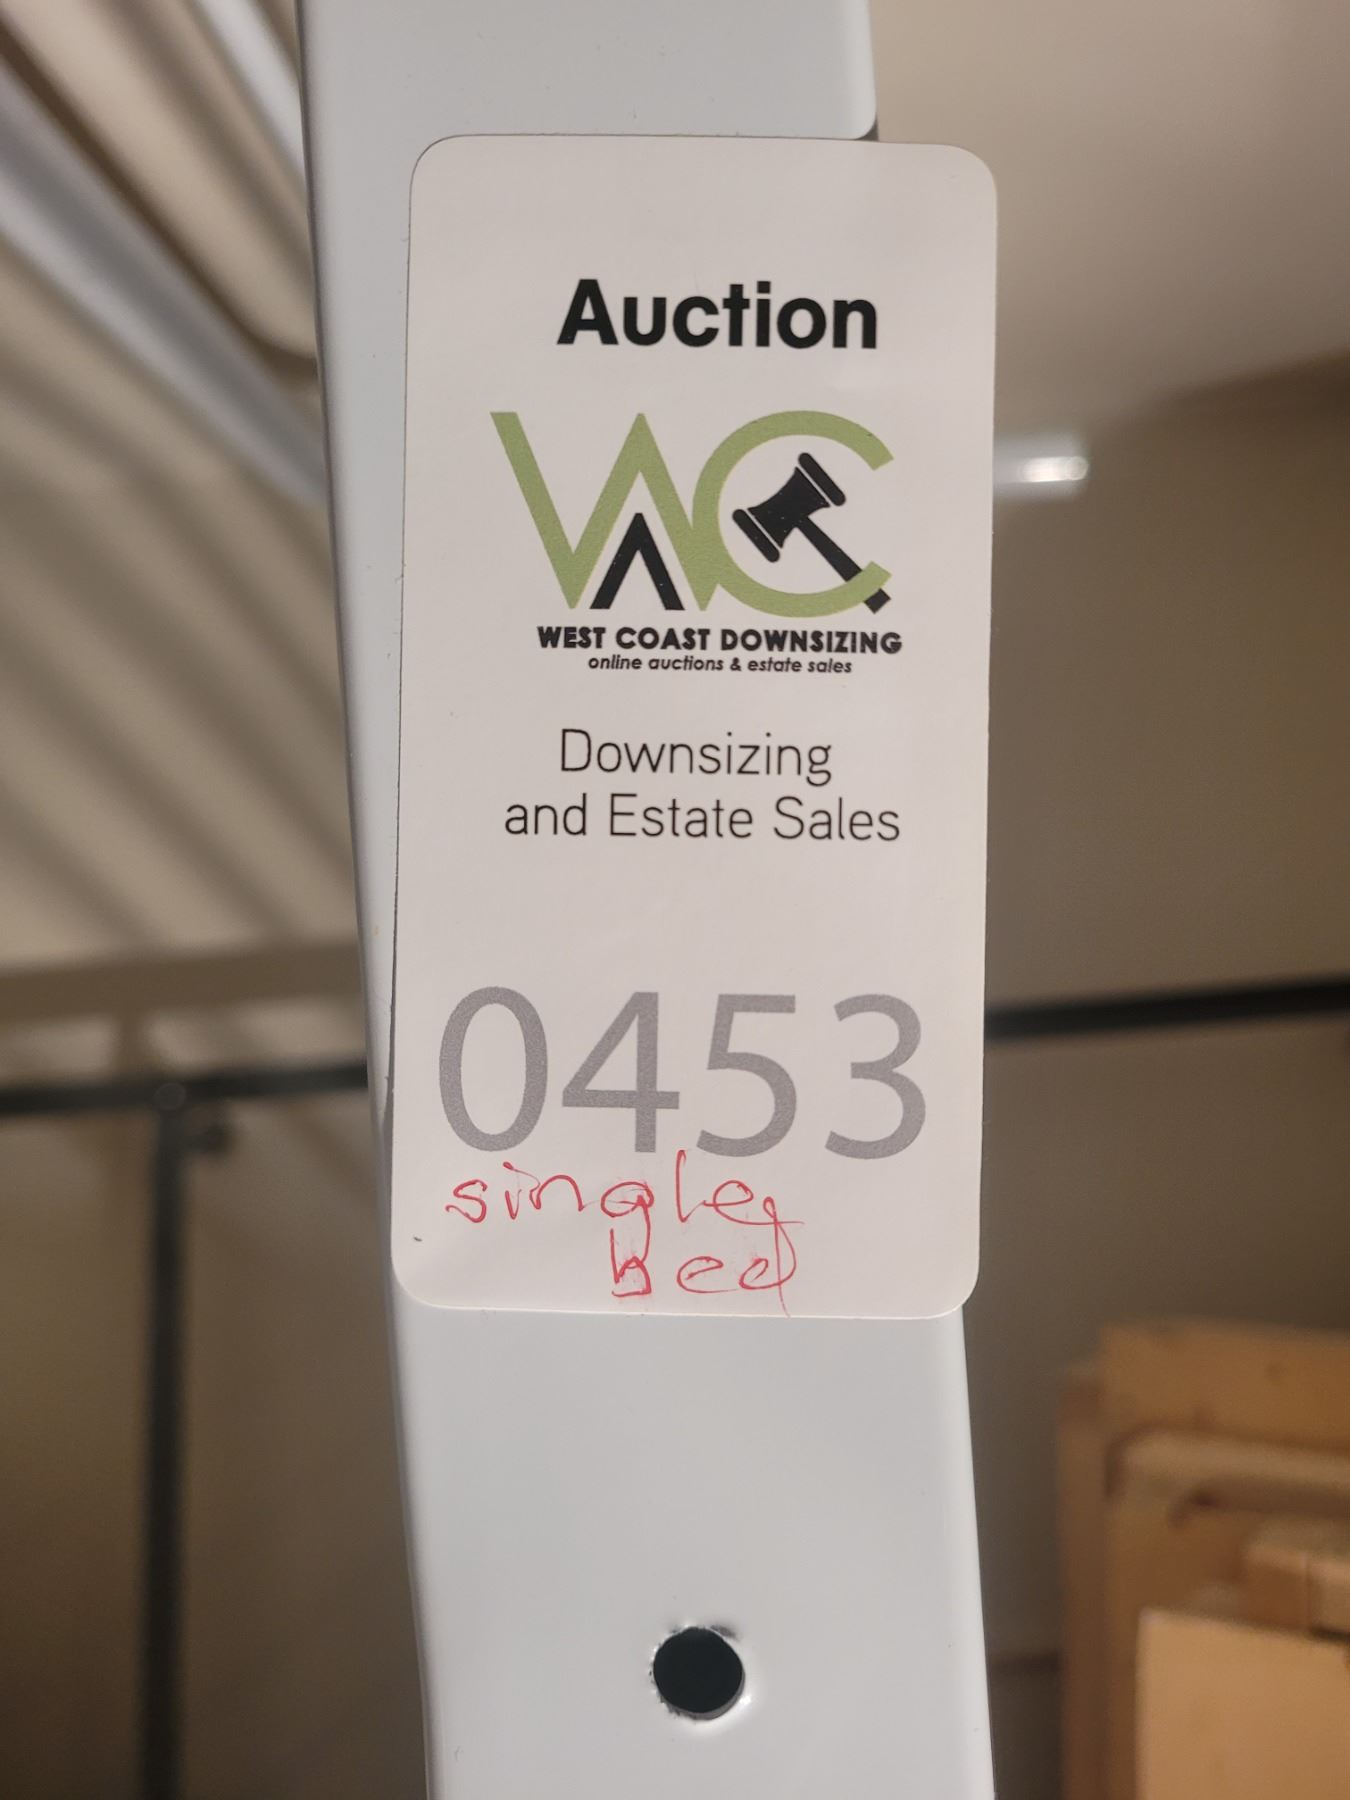 Auction
WC
WEST COAST DOWNSIZING
online auctions & estate sales
Downsizing
and Estate Sales
0453
single
bed